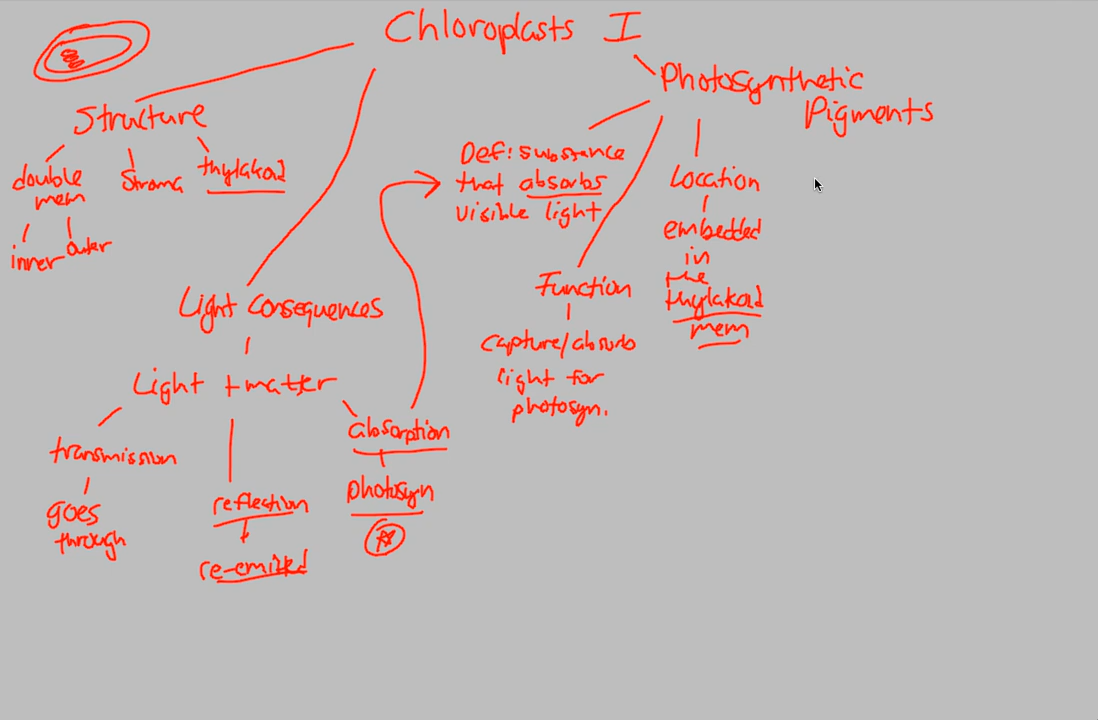 Chloroplasts I
Structure
double
mem
inner
outer
Stroma
thylakoid
Light Consequences
Light + matter
transmission
goes
through
reflection
re-emitted
absorption
photosyn
Photosynthetic
Pigments
Def: substance
that absorbs
visible light
Function
capture/absorb
light for
photosyn.
Location
embedded
in
the
thylakoid
mem